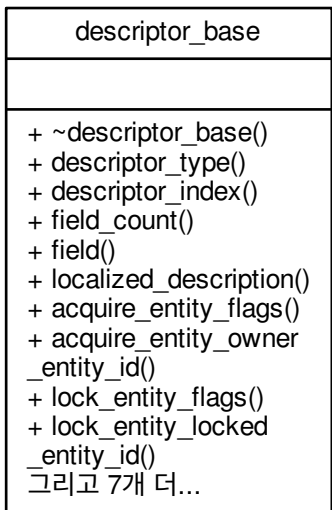 descriptor_base
+ ~descriptor_base()
+ descriptor_type()
+ descriptor_index()
+ field_count()
+ field()
+ localized_description()
+ acquire_entity_flags()
+ acquire_entity_owner
_entity_id()
+ lock_entity_flags()
+ lock_entity_locked
_entity_id()
그리고 7개 더...